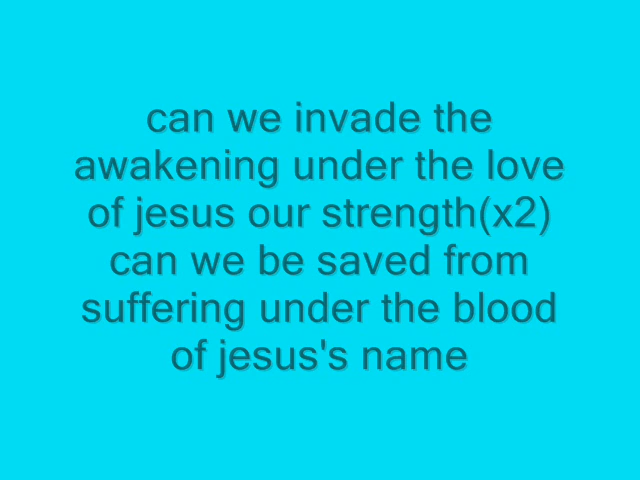 can we invade the
awakening under the love
of jesus our strength(x2)
can we be saved from
suffering under the blood
of jesus's name